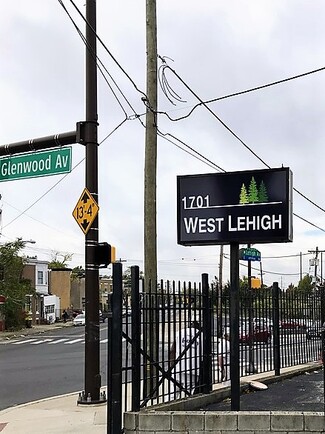 Glenwood Av
13-4
1701
WEST LEHIGH